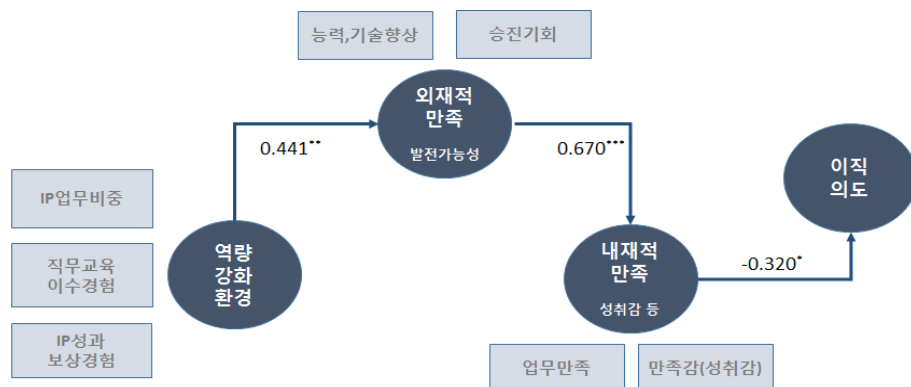 능력,기술향상
승진기회
외재적
만족
발전가능성
0.441**
0.670***
이직
의도
IP업무비중
직무교육
이수경험
IP성과
보상경험
역량
강화
환경
내재적
만족
성취감 등
-0.320*
업무만족
만족감(성취감)